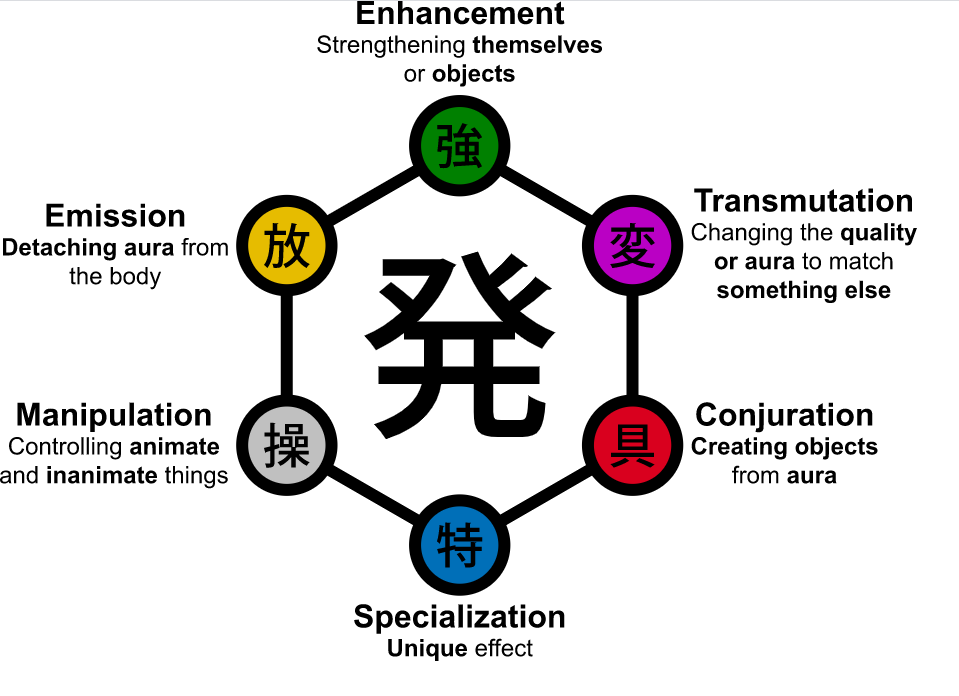 Enhancement
Strengthening themselves
or objects
強
Emission
Detaching aura from
the body
放
Transmutation
Changing the quality
or aura to match
something else
変
発
Manipulation
Controlling animate
and inanimate things
操
Conjuration
Creating objects
from aura
具
特
Specialization
Unique effect